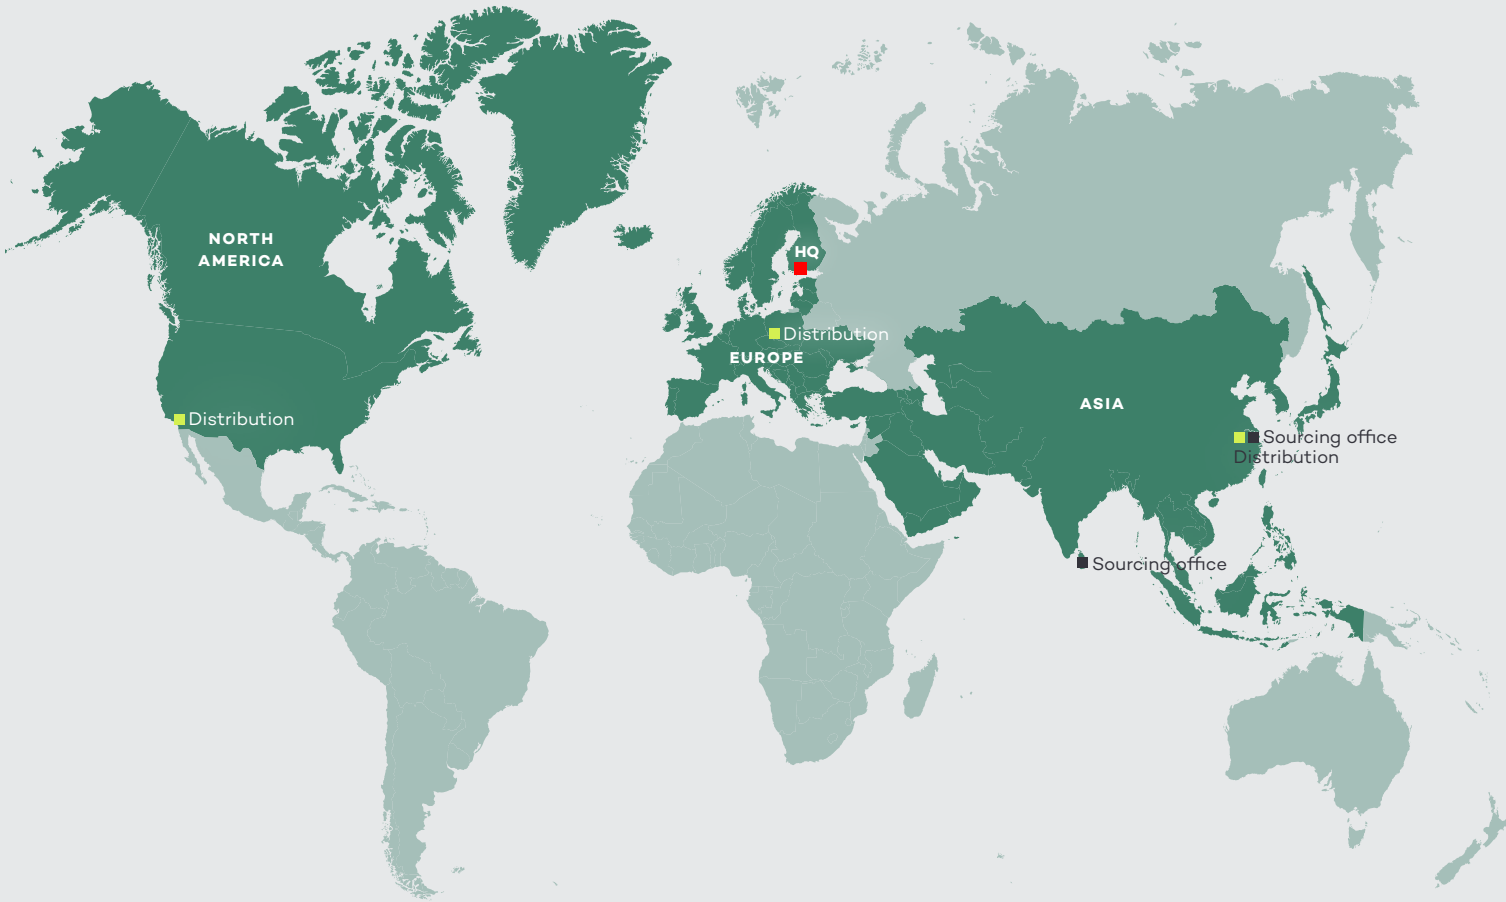 NORTH
AMERICA
HQ
Distribution
EUROPE
ASIA
Distribution
Sourcing office
Distribution
Sourcing office